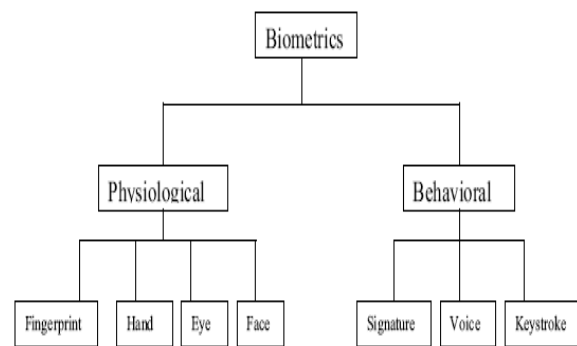 Biometrics
Physiological
Behavioral
Fingerprint
Hand
Eye
Face
Signature
Voice
Keystroke